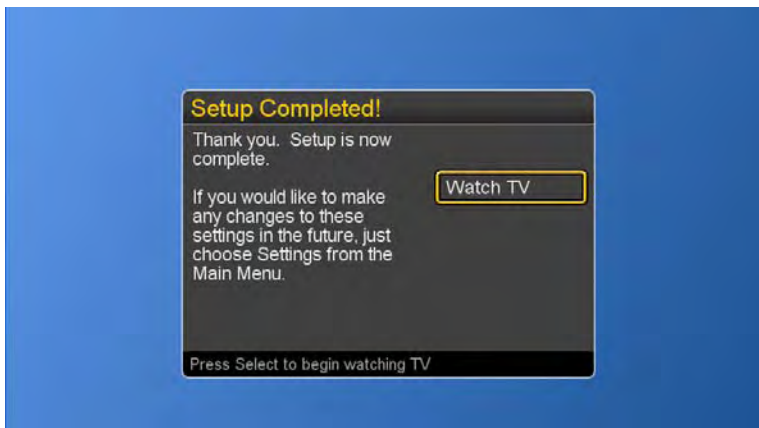 Setup Completed!
Thank you. Setup is now
complete.
If you would like to make
any changes to these
settings in the future, just
choose Settings from the
Main Menu.
Watch TV
Press Select to begin watching TV